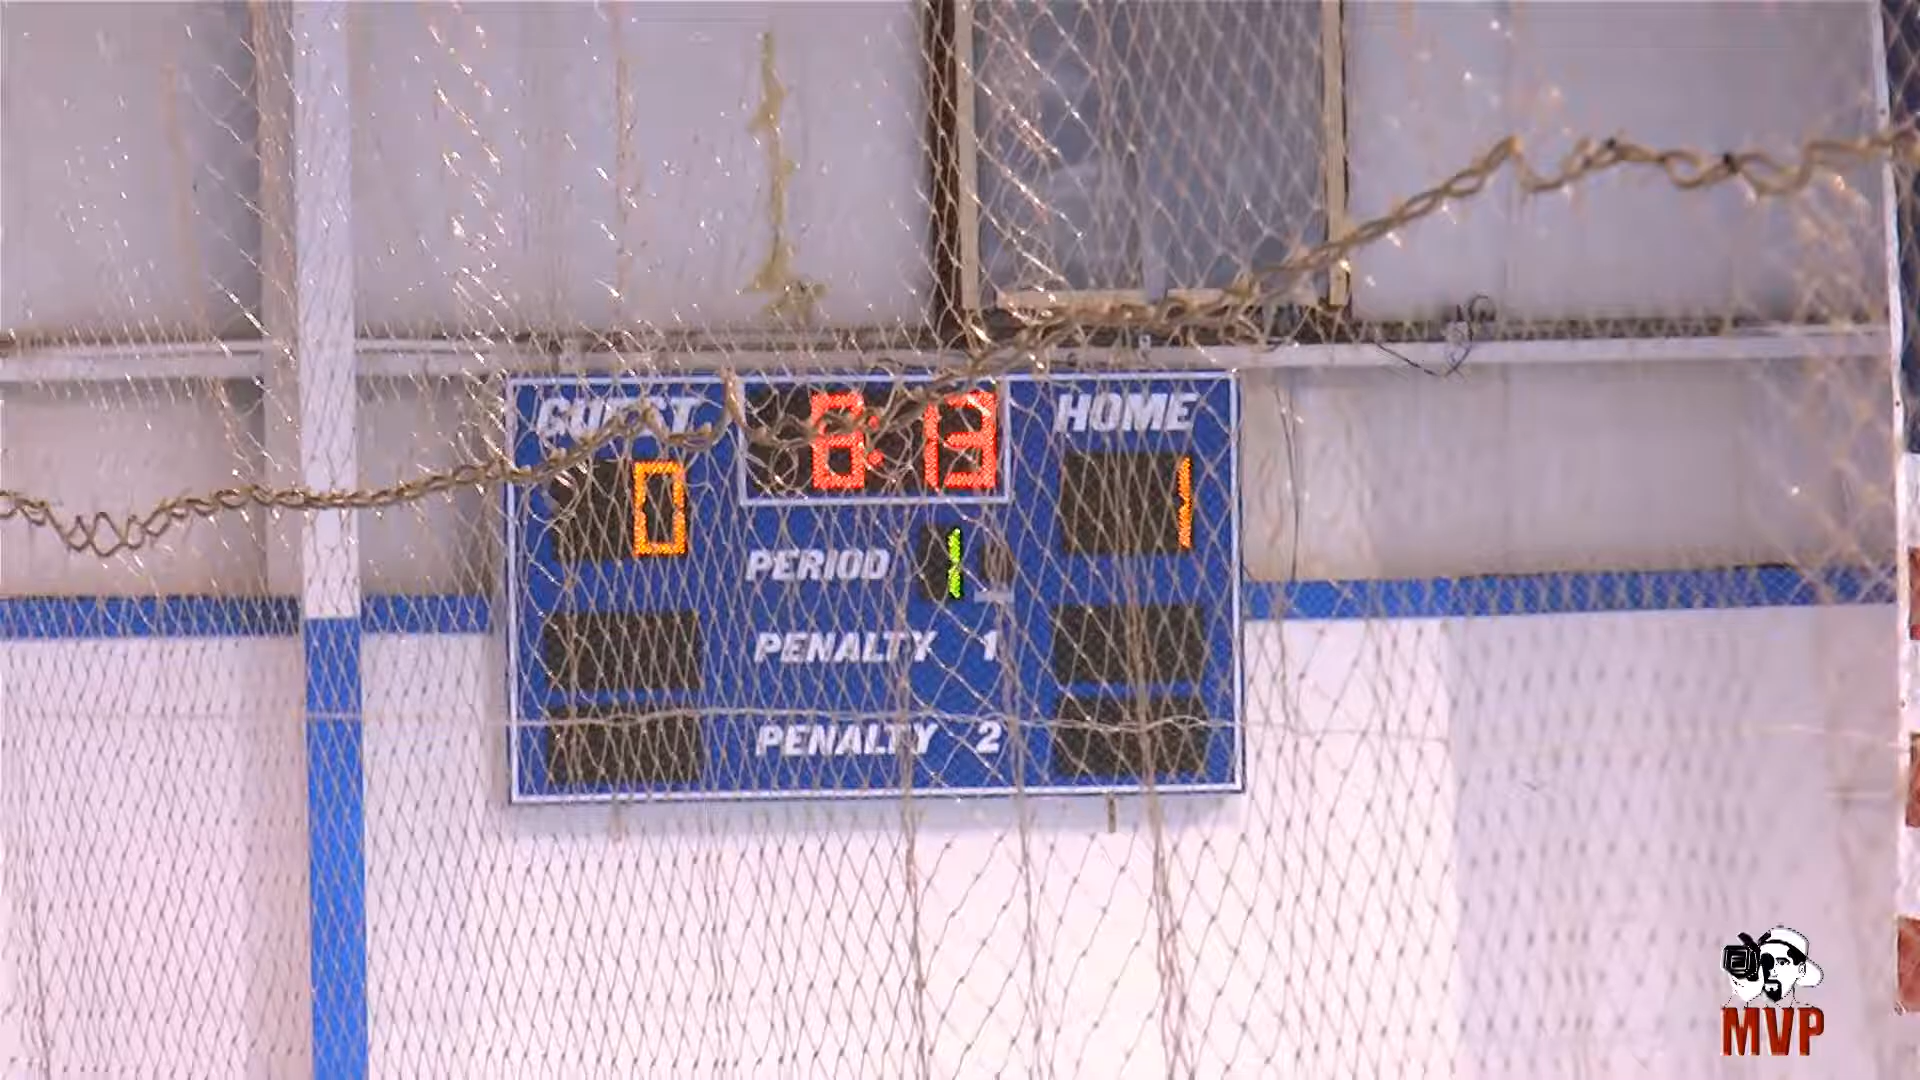 GUEST 8:13 HOME
0 1
PERIOD 1
PENALTY 1
PENALTY 2
MVP